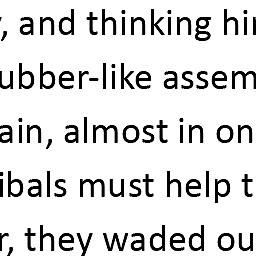 , and thinking hi
ubber-like assem
ain, almost in on
ibals must help t
r, they waded ou